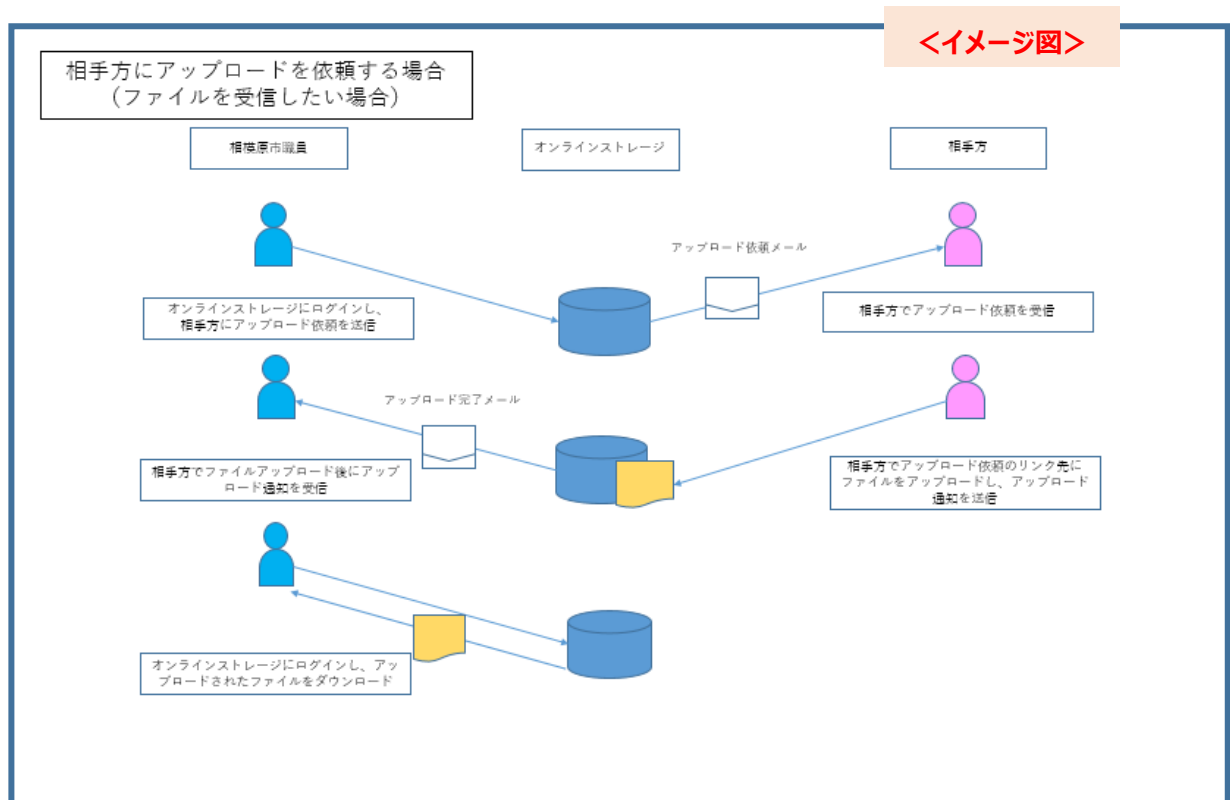 <イメージ図>
相手方にアップロードを依頼する場合
(ファイルを受信したい場合)
相模原市職員
オンラインストレージ
相手方
アップロード依頼メール
オンラインストレージにログインし、
相手方にアップロード依頼を送信
相手方でアップロード依頼を受信
アップロード完了メール
相手方でファイルアップロード後にアップ
ロード通知を受信
相手方でアップロード依頼のリンク先に
ファイルをアップロードし、アップロード
通知を送信
オンラインストレージにログインし、アッ
プロードされたファイルをダウンロード